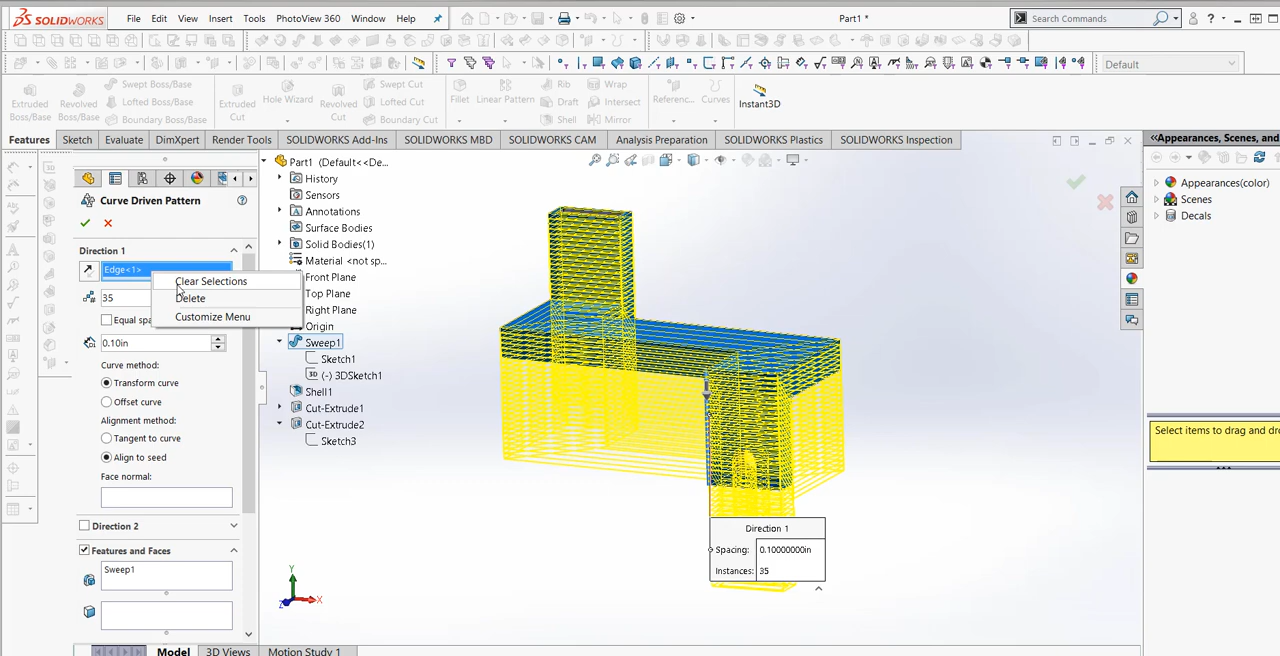 SOLIDWORKS File Edit View Insert Tools PhotoView 360 Window Help Part1 * Search Commands ?
Default
Extruded Boss/Base Revolved Boss/Base Swept Boss/Base Lofted Boss/Base Boundary Boss/Base Extruded Cut Hole Wizard Revolved Cut Swept Cut Lofted Cut Boundary Cut Fillet Linear Pattern Rib Draft Shell Wrap Intersect Mirror Referenc... Curves Instant3D
Features Sketch Evaluate DimXpert Render Tools SOLIDWORKS Add-Ins SOLIDWORKS MBD SOLIDWORKS CAM Analysis Preparation SOLIDWORKS Plastics SOLIDWORKS Inspection
Curve Driven Pattern
Direction 1
Edge<1>
Clear Selections
Delete
Customize Menu
35
Equal spa
0.10in
Curve method:
Transform curve
Offset curve
Alignment method:
Tangent to curve
Align to seed
Face normal:
Direction 2
Features and Faces
Sweep1
Part1 (Default<<De...
History
Sensors
Annotations
Surface Bodies
Solid Bodies(1)
Material <not sp...
Front Plane
Top Plane
Right Plane
Origin
Sweep1
Sketch1
(-) 3DSketch1
Shell1
Cut-Extrude1
Cut-Extrude2
Sketch3
Direction 1
Spacing: 0.10000000in
Instances: 35
Y
X
Z
<<Appearances, Scenes, and
Appearances(color)
Scenes
Decals
Select items to drag and dro
Model 3D Views Motion Study 1